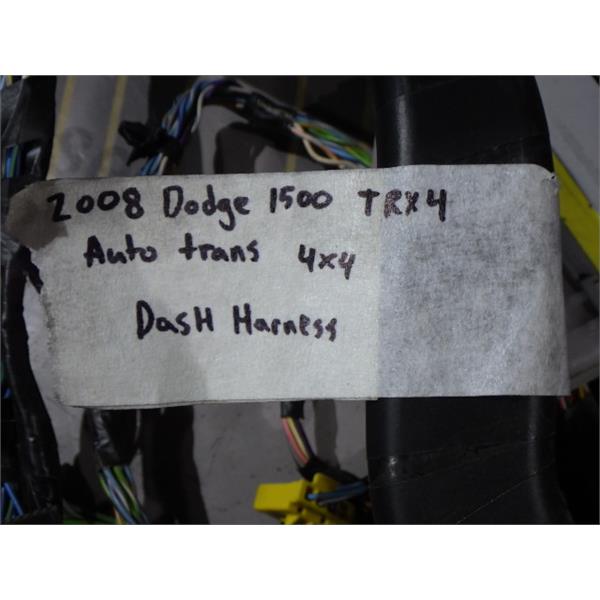 2008 Dodge 1500 TRX4
Auto trans 4x4
DasH Harness